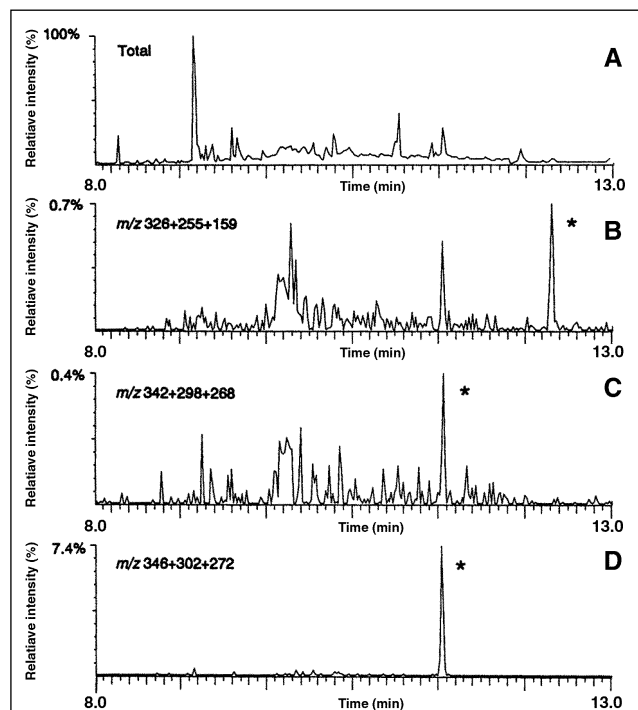 Relatiave intensity (%)
100%
Total
A
8.0
Time (min)
13.0
Relatiave intensity (%)
0.7%
m/z 326+255+159
*
B
8.0
Time (min)
13.0
Relatiave intensity (%)
0.4%
m/z 342+298+268
*
C
8.0
Time (min)
13.0
Relatiave intensity (%)
7.4%
m/z 346+302+272
*
D
8.0
Time (min)
13.0